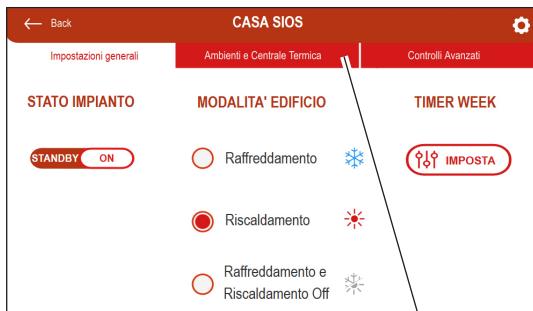 Back
CASA SIOS
Impostazioni generali
Ambienti e Centrale Termica
Controlli Avanzati
STATO IMPIANTO
MODALITA' EDIFICIO
TIMER WEEK
STANDBY ON
Raffreddamento
IMPOSTA
Riscaldamento
Raffreddamento e
Riscaldamento Off